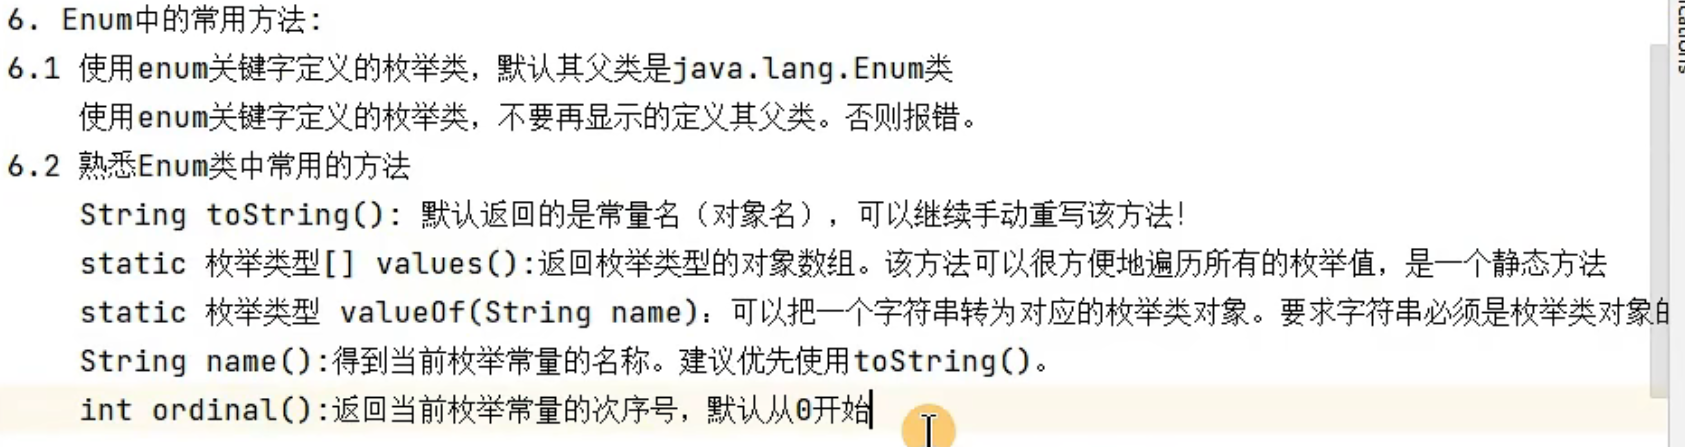 6. Enum中的常用方法:
6.1 使用enum关键字定义的枚举类，默认其父类是java.lang.Enum类
使用enum关键字定义的枚举类，不要再显示的定义其父类。否则报错。
6.2 熟悉Enum类中常用的方法
String toString(): 默认返回的是常量名（对象名），可以继续手动重写该方法！
static 枚举类型[] values():返回枚举类型的对象数组。该方法可以很方便地遍历所有的枚举值，是一个静态方法
static 枚举类型 valueOf(String name)：可以把一个字符串转为对应的枚举类对象。要求字符串必须是枚举类对象的
String name():得到当前枚举常量的名称。建议优先使用toString()。
int ordinal():返回当前枚举常量的次序号，默认从0开始